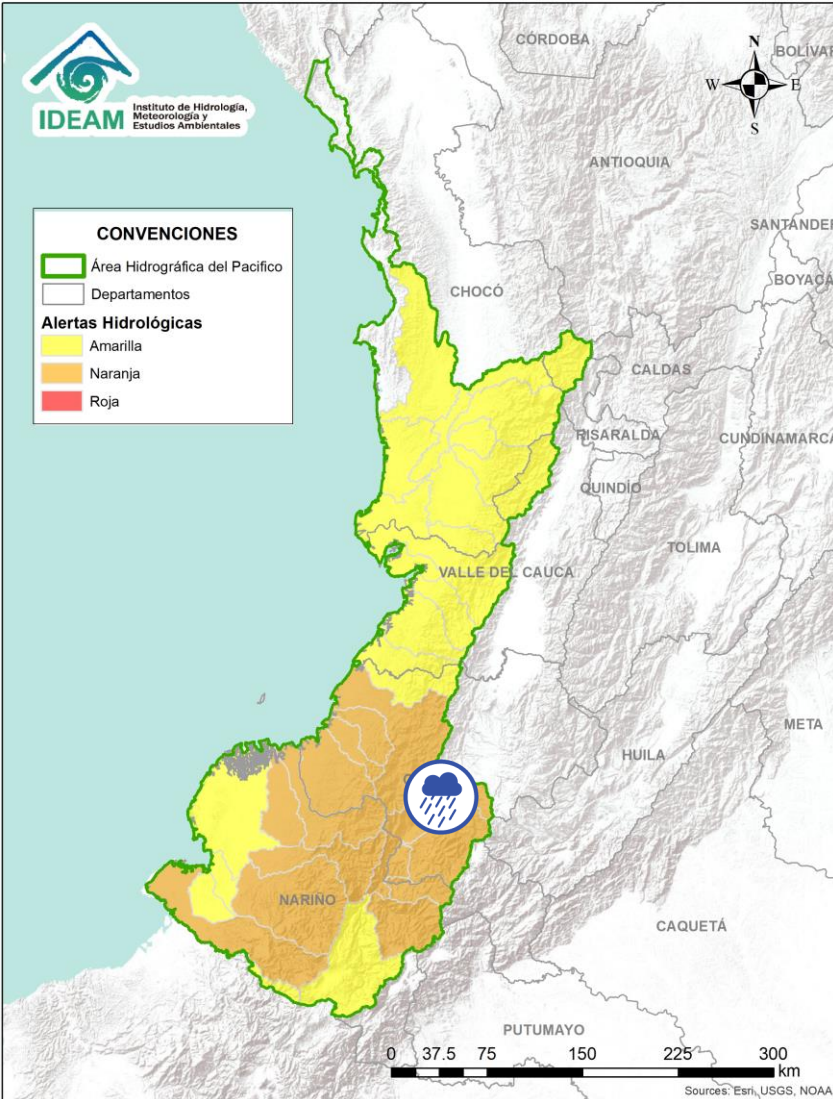 CÓRDOBA
BOLÍVAR
N
W E
S
IDEAM
Instituto de Hidrología,
Meteorología y
Estudios Ambientales
ANTIOQUIA
SANTANDER
CONVENCIONES
Área Hidrográfica del Pacifico
Departamentos
Alertas Hidrológicas
Amarilla
Naranja
Roja
BOYACÁ
CHOCÓ
CALDAS
RISARALDA
CUNDINAMARCA
QUINDÍO
TOLIMA
VALLE DEL CAUCA
META
HUILA
NARIÑO
CAQUETÁ
PUTUMAYO
0 37.5 75 150 225 300
km
Sources: Esri, USGS, NOAA